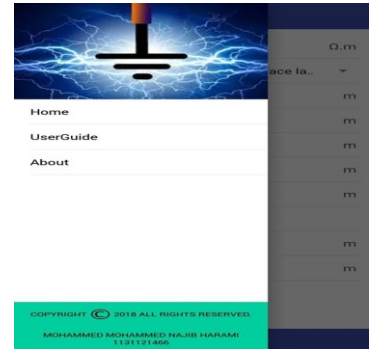 Ω.m
ace la..
m
Home
m
UserGuide
m
About
m
m
m
m
COPYRIGHT © 2018 ALL RIGHTS RESERVED.
MOHAMMED MOHAMMED NAJIB HARAMI
1131121466